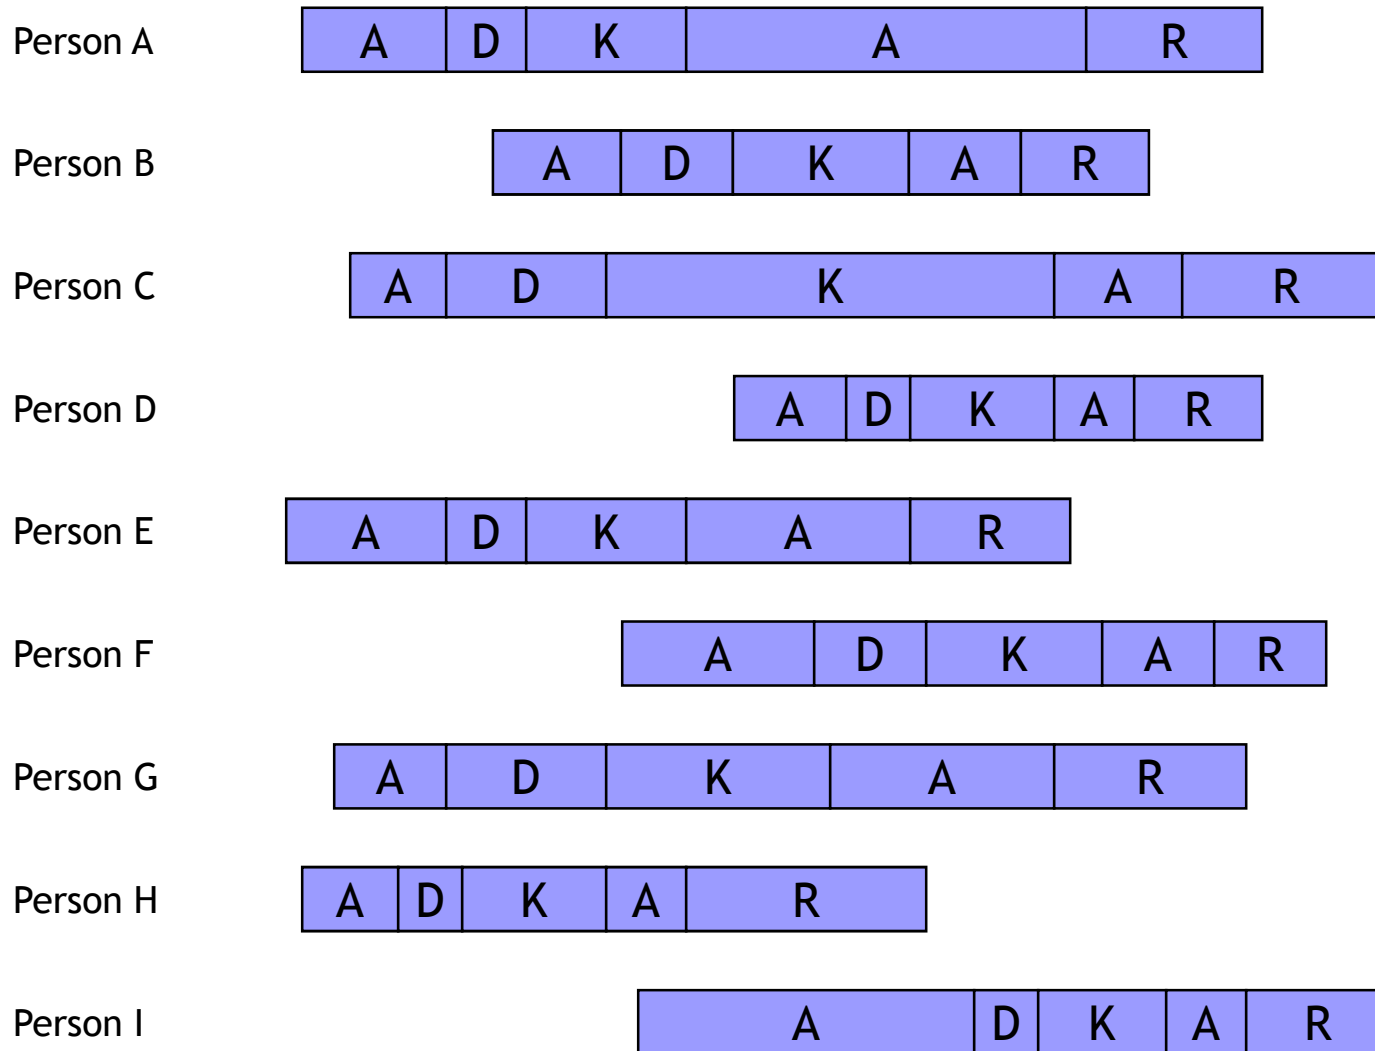 Person A A D K A R
Person B A D K A R
Person C A D K A R
Person D A D K A R
Person E A D K A R
Person F A D K A R
Person G A D K A R
Person H A D K A R
Person I A D K A R